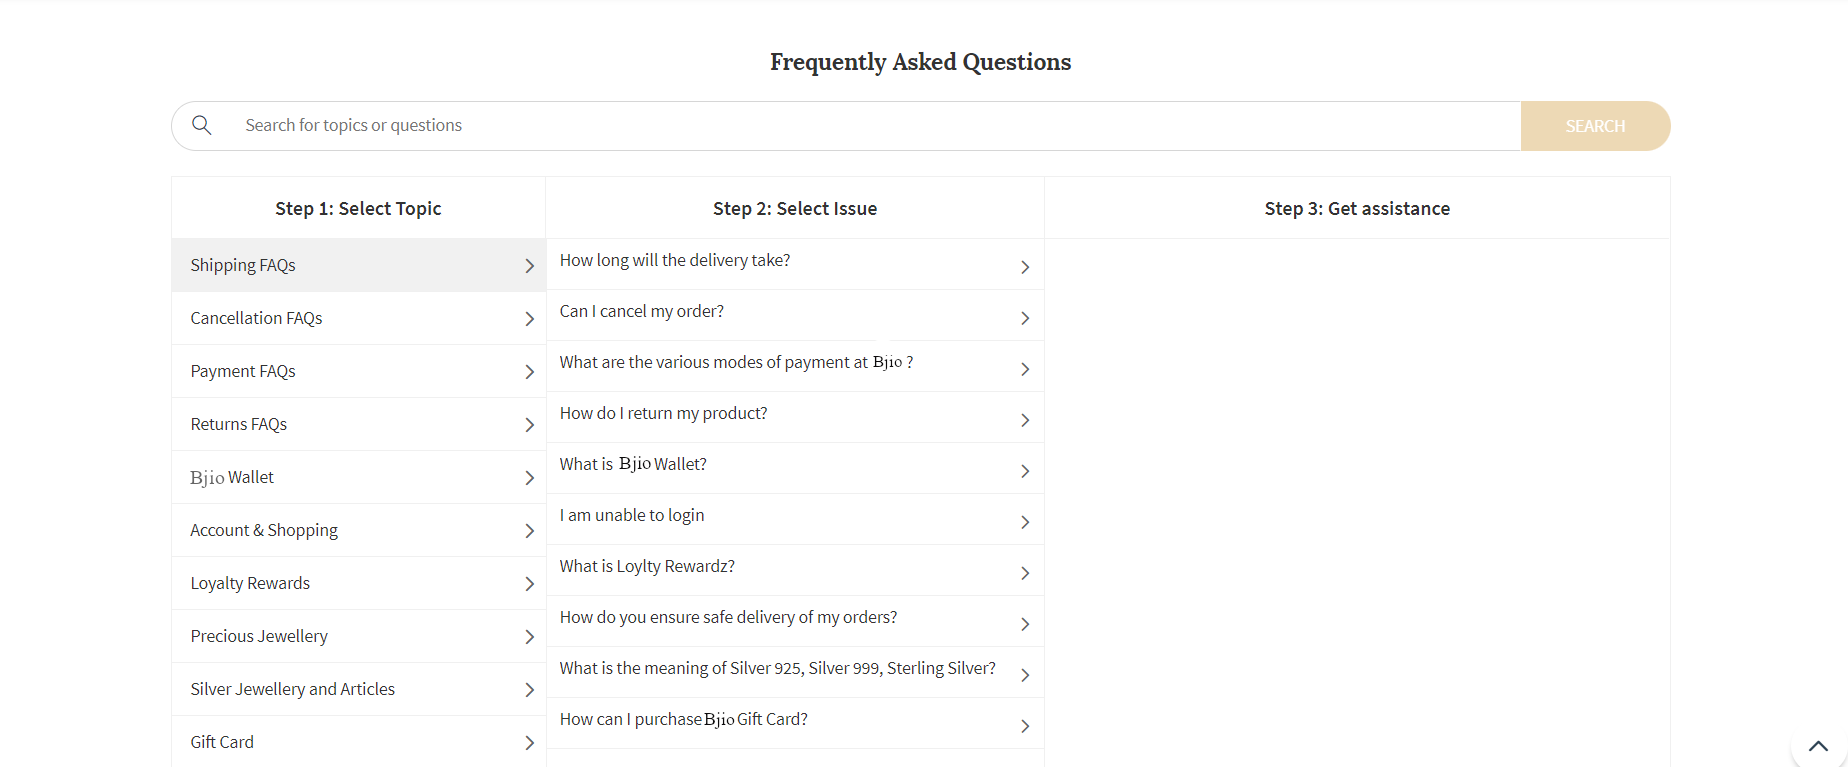 Frequently Asked Questions
Search for topics or questions
SEARCH
Step 1: Select Topic
Step 2: Select Issue
Step 3: Get assistance
Shipping FAQs
Cancellation FAQs
Payment FAQs
Returns FAQs
Bjio Wallet
Account & Shopping
Loyalty Rewards
Precious Jewellery
Silver Jewellery and Articles
Gift Card
How long will the delivery take?
Can I cancel my order?
What are the various modes of payment at Bjio ?
How do I return my product?
What is Bjio Wallet?
I am unable to login
What is Loylty Rewardz?
How do you ensure safe delivery of my orders?
What is the meaning of Silver 925, Silver 999, Sterling Silver?
How can I purchase Bjio Gift Card?